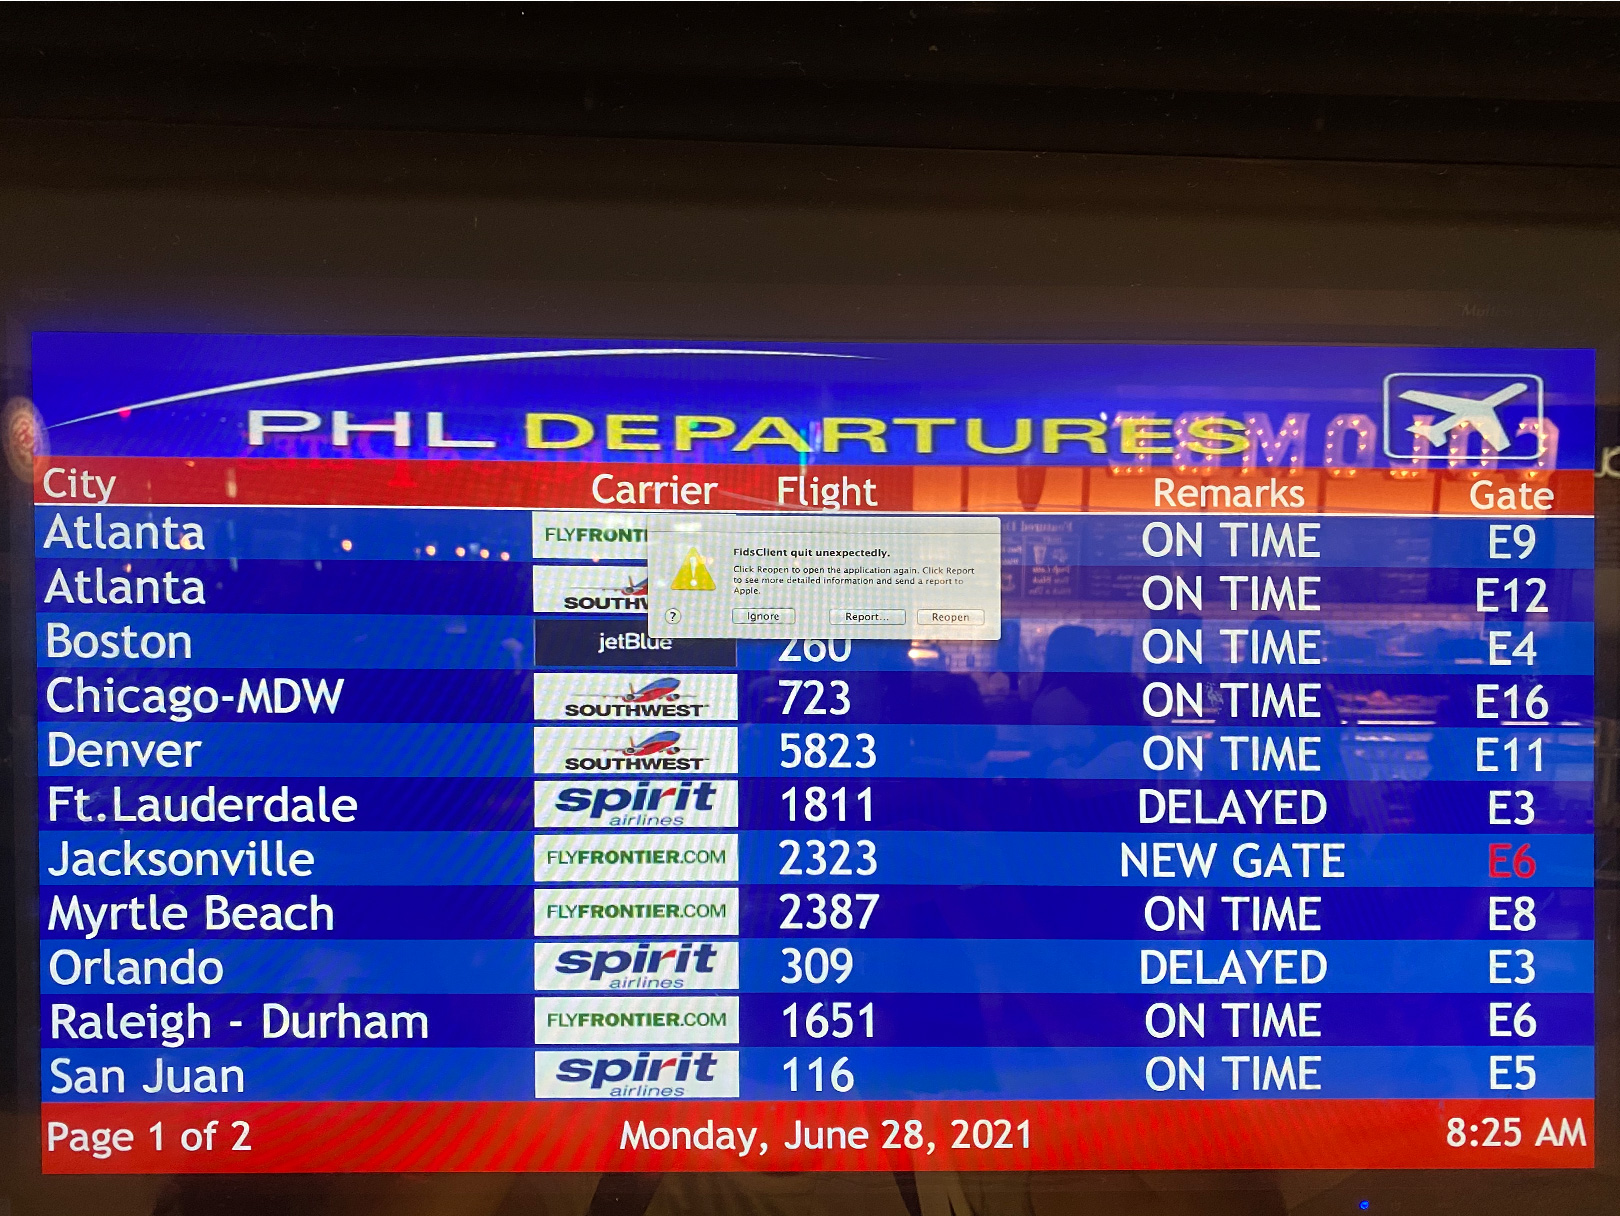 PHL DEPARTURES
City Carrier Flight Remarks Gate
Atlanta FLYFRONTI ON TIME E9
Atlanta SOUTHW ON TIME E12
Boston jetBlue 260 ON TIME E4
Chicago-MDW SOUTHWEST 723 ON TIME E16
Denver SOUTHWEST 5823 ON TIME E11
Ft.Lauderdale spirit airlines 1811 DELAYED E3
Jacksonville FLYFRONTIER.COM 2323 NEW GATE E6
Myrtle Beach FLYFRONTIER.COM 2387 ON TIME E8
Orlando spirit airlines 309 DELAYED E3
Raleigh - Durham FLYFRONTIER.COM 1651 ON TIME E6
San Juan spirit airlines 116 ON TIME E5
Page 1 of 2 Monday, June 28, 2021 8:25 AM
FidsClient quit unexpectedly.
Click Reopen to open the application again. Click Report
to see more detailed information and send a report to
Apple.
? Ignore Report... Reopen
NEC